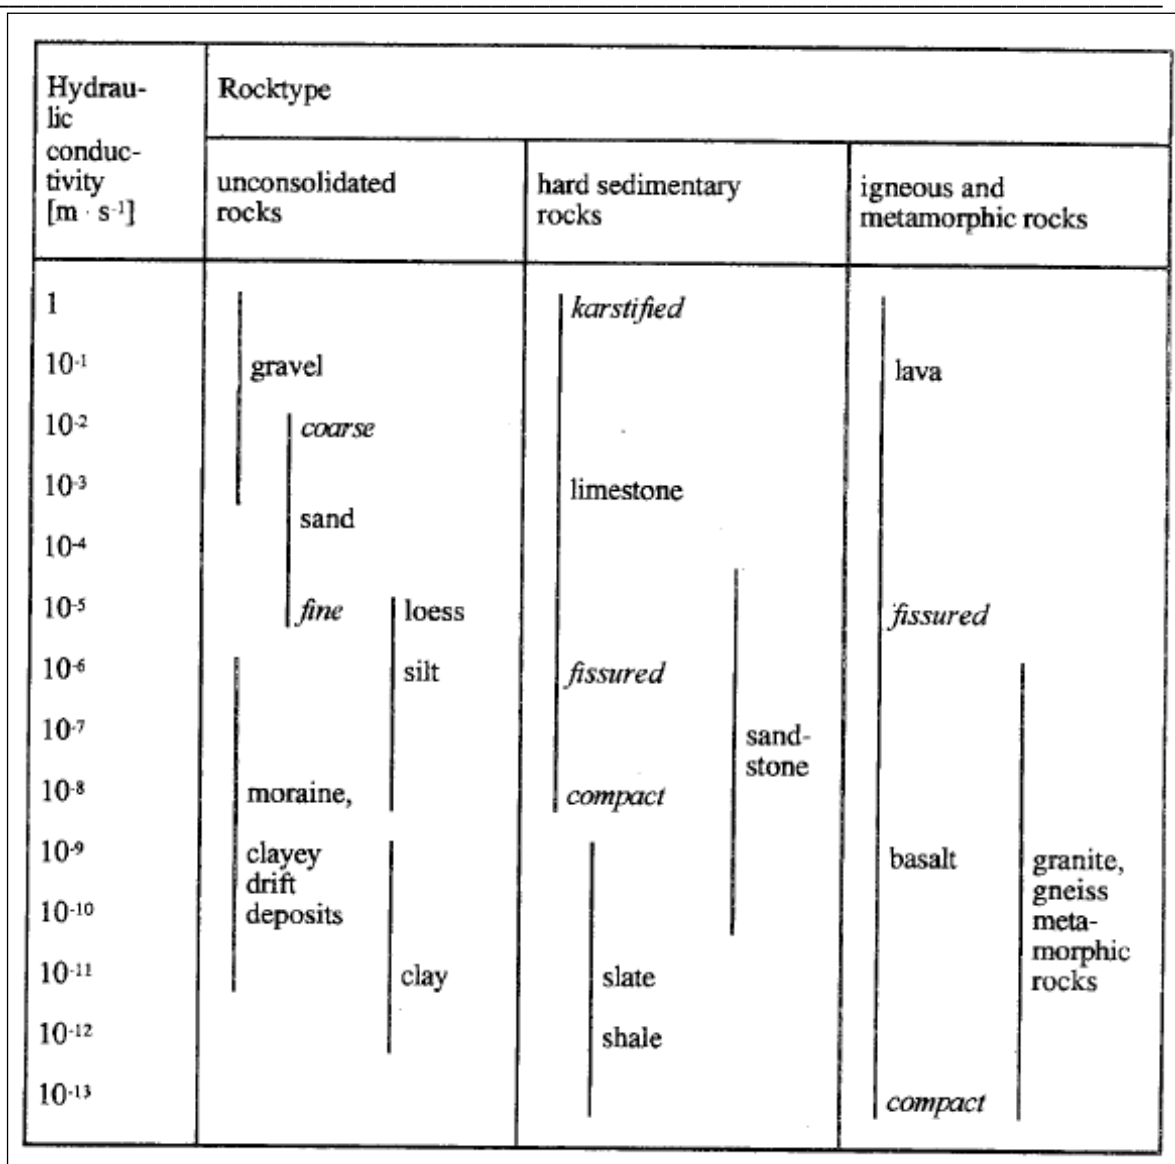 Hydrau-
lic
conduc-
tivity
[m · s⁻¹]
Rocktype
unconsolidated
rocks
hard sedimentary
rocks
igneous and
metamorphic rocks
1
karstified
10⁻¹
gravel
lava
10⁻²
coarse
10⁻³
limestone
sand
10⁻⁴
10⁻⁵
fine
loess
fissured
10⁻⁶
silt
fissured
10⁻⁷
sand-
stone
10⁻⁸
moraine,
compact
10⁻⁹
clayey
drift
deposits
basalt
granite,
gneiss
meta-
morphic
rocks
10⁻¹⁰
10⁻¹¹
clay
slate
10⁻¹²
shale
10⁻¹³
compact